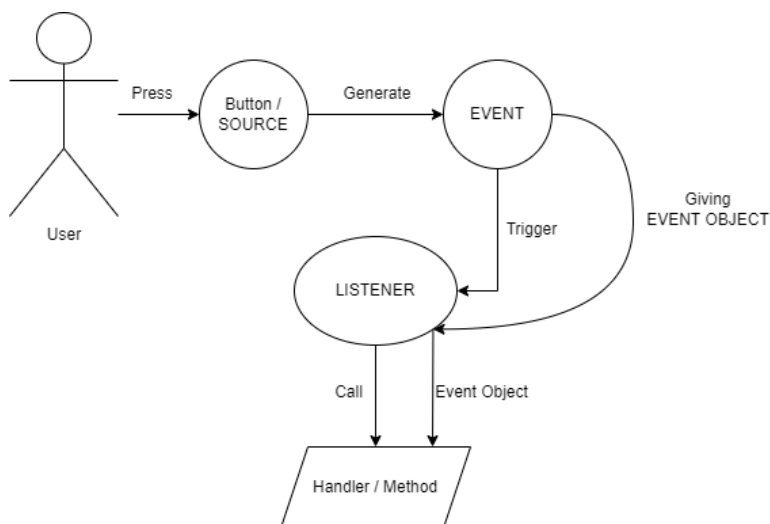 Press
Button /
SOURCE
Generate
EVENT
User
Trigger
Giving
EVENT OBJECT
LISTENER
Call
Event Object
Handler / Method